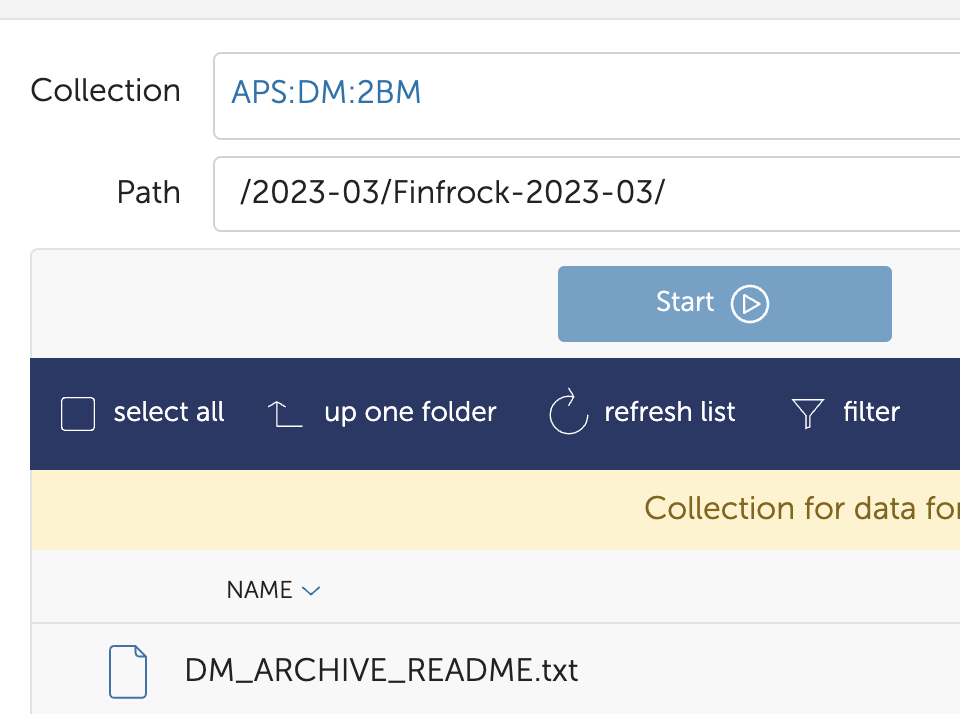 Collection APS:DM:2BM
Path /2023-03/Finfrock-2023-03/
Start
select all up one folder refresh list filter
Collection for data
NAME
DM_ARCHIVE_README.txt